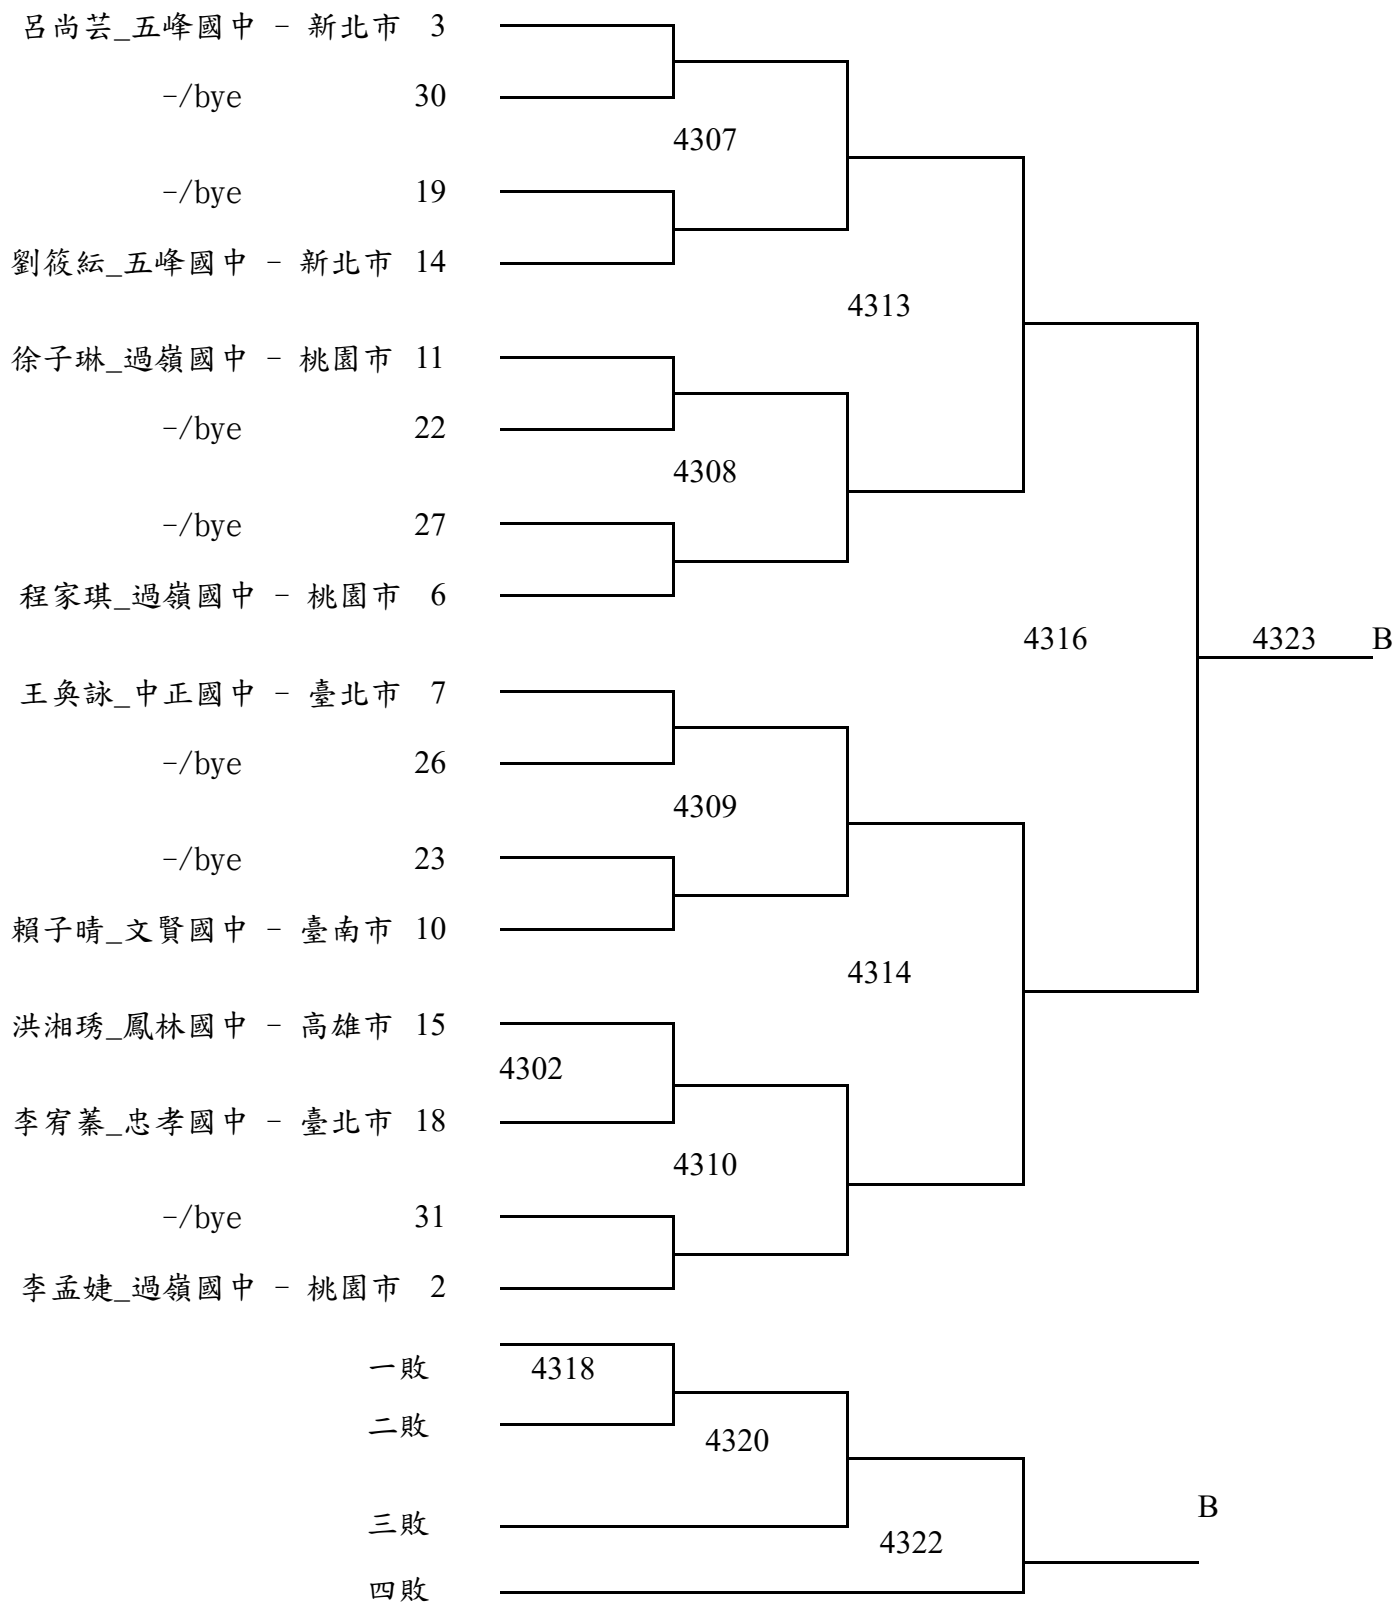 呂尚芸_五峰國中 - 新北市 3
-/bye 30
4307
-/bye 19
劉筱紜_五峰國中 - 新北市 14
4313
徐子琳_過嶺國中 - 桃園市 11
-/bye 22
4308
-/bye 27
程家琪_過嶺國中 - 桃園市 6
4316 4323 B
王奐詠_中正國中 - 臺北市 7
-/bye 26
4309
-/bye 23
賴子晴_文賢國中 - 臺南市 10
4314
洪湘琇_鳳林國中 - 高雄市 15
4302
李宥蓁_忠孝國中 - 臺北市 18
4310
-/bye 31
李孟婕_過嶺國中 - 桃園市 2
一敗 4318
二敗
4320
B
三敗
4322
四敗